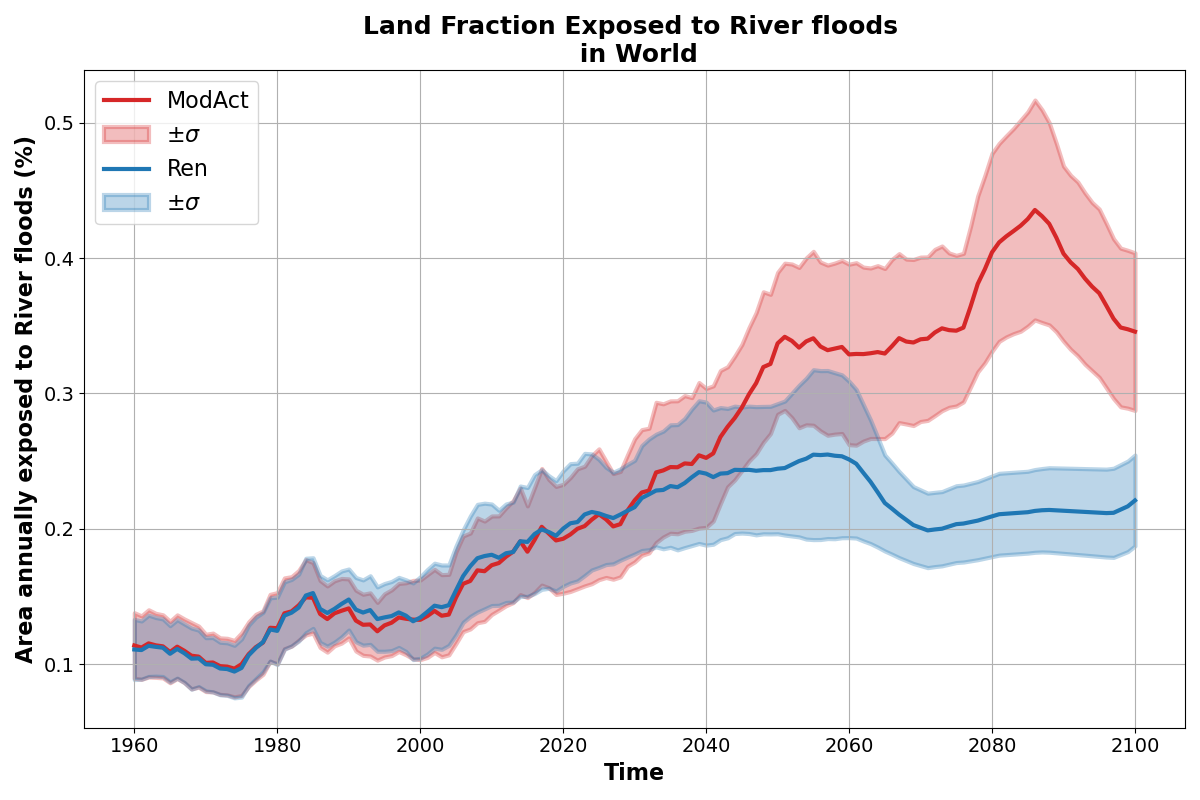 Land Fraction Exposed to River floods
in World
Area annually exposed to River floods (%)
0.5
0.4
0.3
0.2
0.1
ModAct
±σ
Ren
±σ
1960 1980 2000 2020 2040 2060 2080 2100
Time